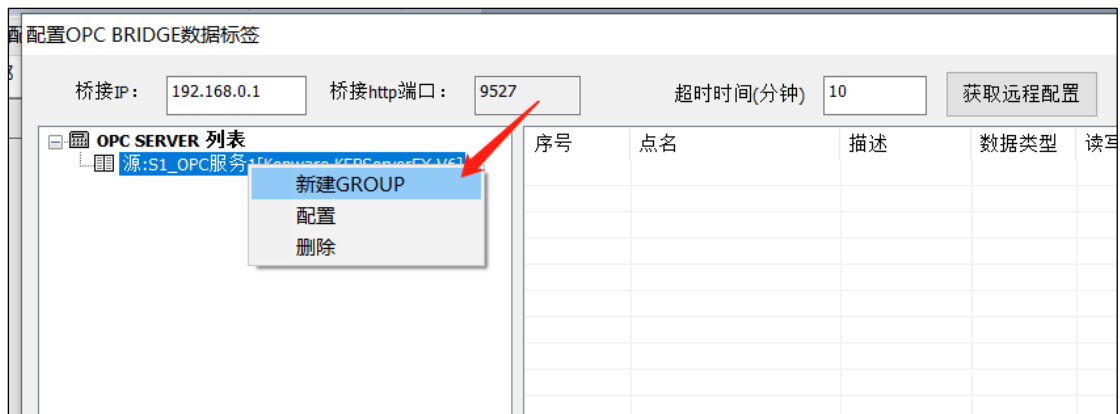 配置OPC BRIDGE数据标签
桥接IP： 192.168.0.1 桥接http端口： 9527 超时时间(分钟) 10 获取远程配置
OPC SERVER 列表 序号 点名 描述 数据类型 读写
源:S1_OPC服务1[Kepware.KEPServerEX.V6]
新建GROUP
配置
删除